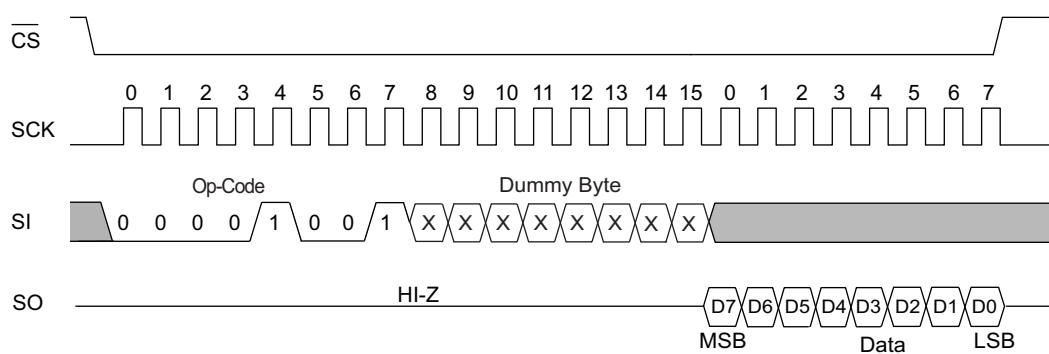 CS
0 1 2 3 4 5 6 7 8 9 10 11 12 13 14 15 0 1 2 3 4 5 6 7
SCK
Op-Code Dummy Byte
SI 0 0 0 0 1 0 0 1 X X X X X X X X
HI-Z
SO D7 D6 D5 D4 D3 D2 D1 D0
MSB Data LSB